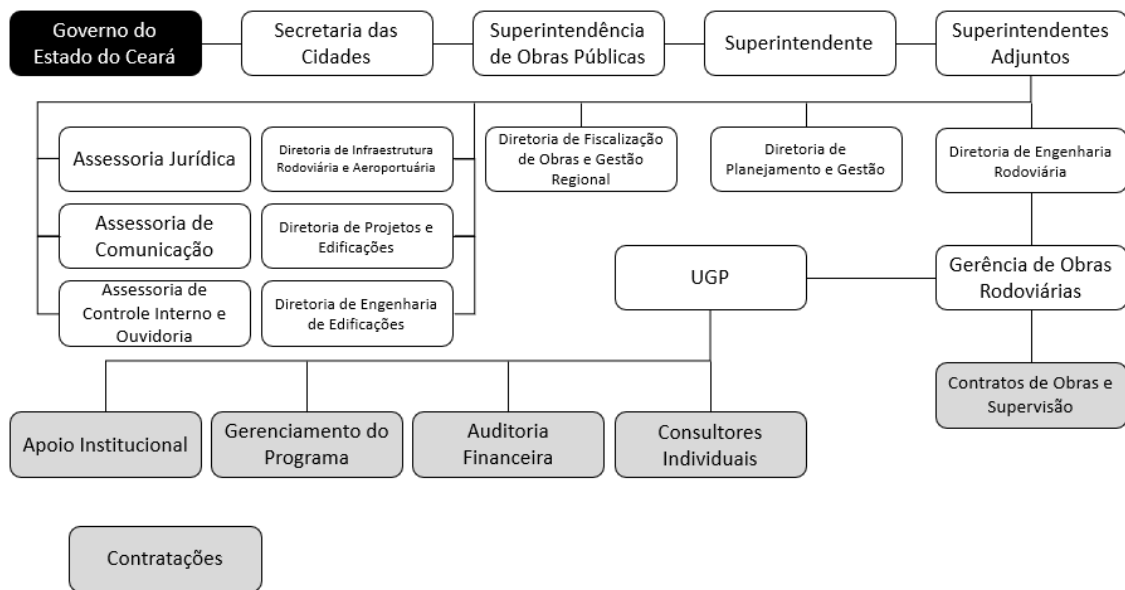 Governo do
Estado do Ceará
Secretaria das
Cidades
Superintendência
de Obras Públicas
Superintendente
Superintendentes
Adjuntos
Assessoria Jurídica
Diretoria de Infraestrutura
Rodoviária e Aeroportuária
Diretoria de Fiscalização
de Obras e Gestão
Regional
Diretoria de
Planejamento e Gestão
Diretoria de Engenharia
Rodoviária
Assessoria de
Comunicação
Diretoria de Projetos e
Edificações
UGP
Gerência de Obras
Rodoviárias
Assessoria de
Controle Interno e
Ouvidoria
Diretoria de Engenharia
de Edificações
Contratos de Obras e
Supervisão
Apoio Institucional
Gerenciamento do
Programa
Auditoria
Financeira
Consultores
Individuais
Contratações